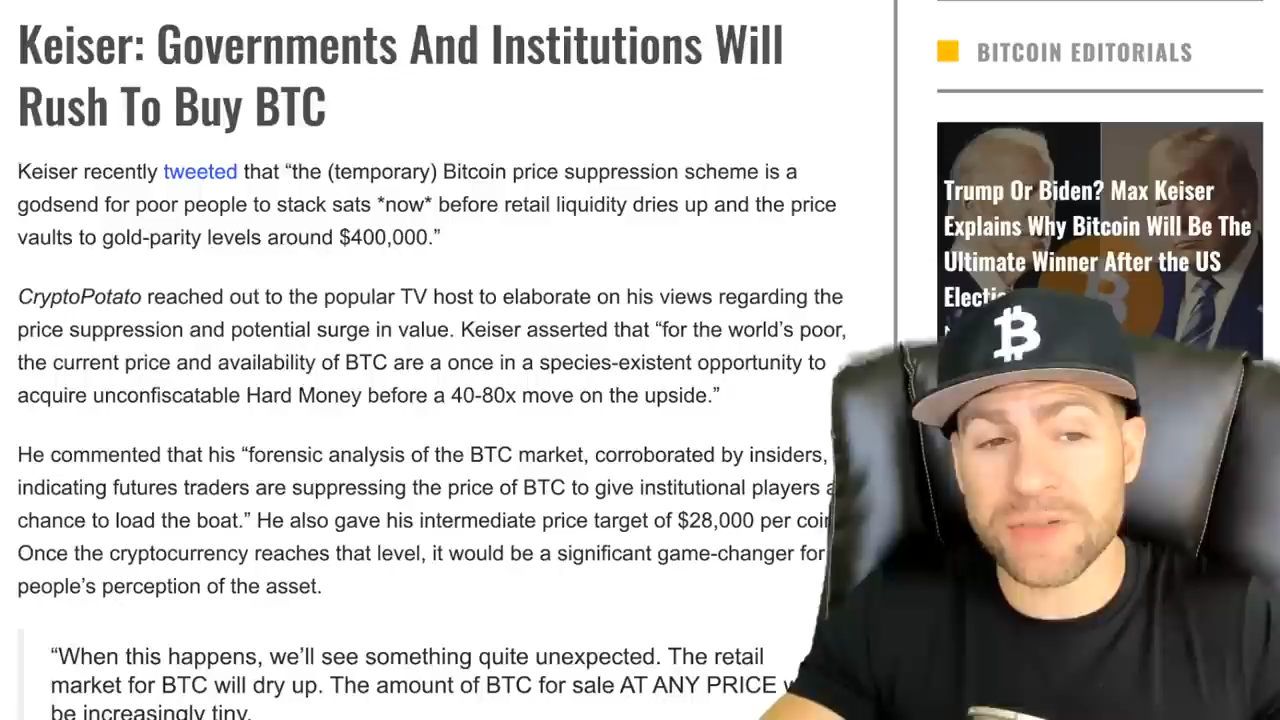 Keiser: Governments And Institutions Will
Rush To Buy BTC
Keiser recently tweeted that “the (temporary) Bitcoin price suppression scheme is a
godsend for poor people to stack sats *now* before retail liquidity dries up and the price
vaults to gold-parity levels around $400,000.”
CryptoPotato reached out to the popular TV host to elaborate on his views regarding the
price suppression and potential surge in value. Keiser asserted that “for the world’s poor,
the current price and availability of BTC are a once in a species-existent opportunity to
acquire unconfiscatable Hard Money before a 40-80x move on the upside.”
He commented that his “forensic analysis of the BTC market, corroborated by insiders,
indicating futures traders are suppressing the price of BTC to give institutional players
chance to load the boat.” He also gave his intermediate price target of $28,000 per
Once the cryptocurrency reaches that level, it would be a significant game-changer for
people’s perception of the asset.
“When this happens, we’ll see something quite unexpected. The retail
market for BTC will dry up. The amount of BTC for sale AT ANY PRICE
be increasingly tiny.
BITCOIN EDITORIALS
Trump Or Biden? Max Keiser
Explains Why Bitcoin Will Be The
Ultimate Winner After the US